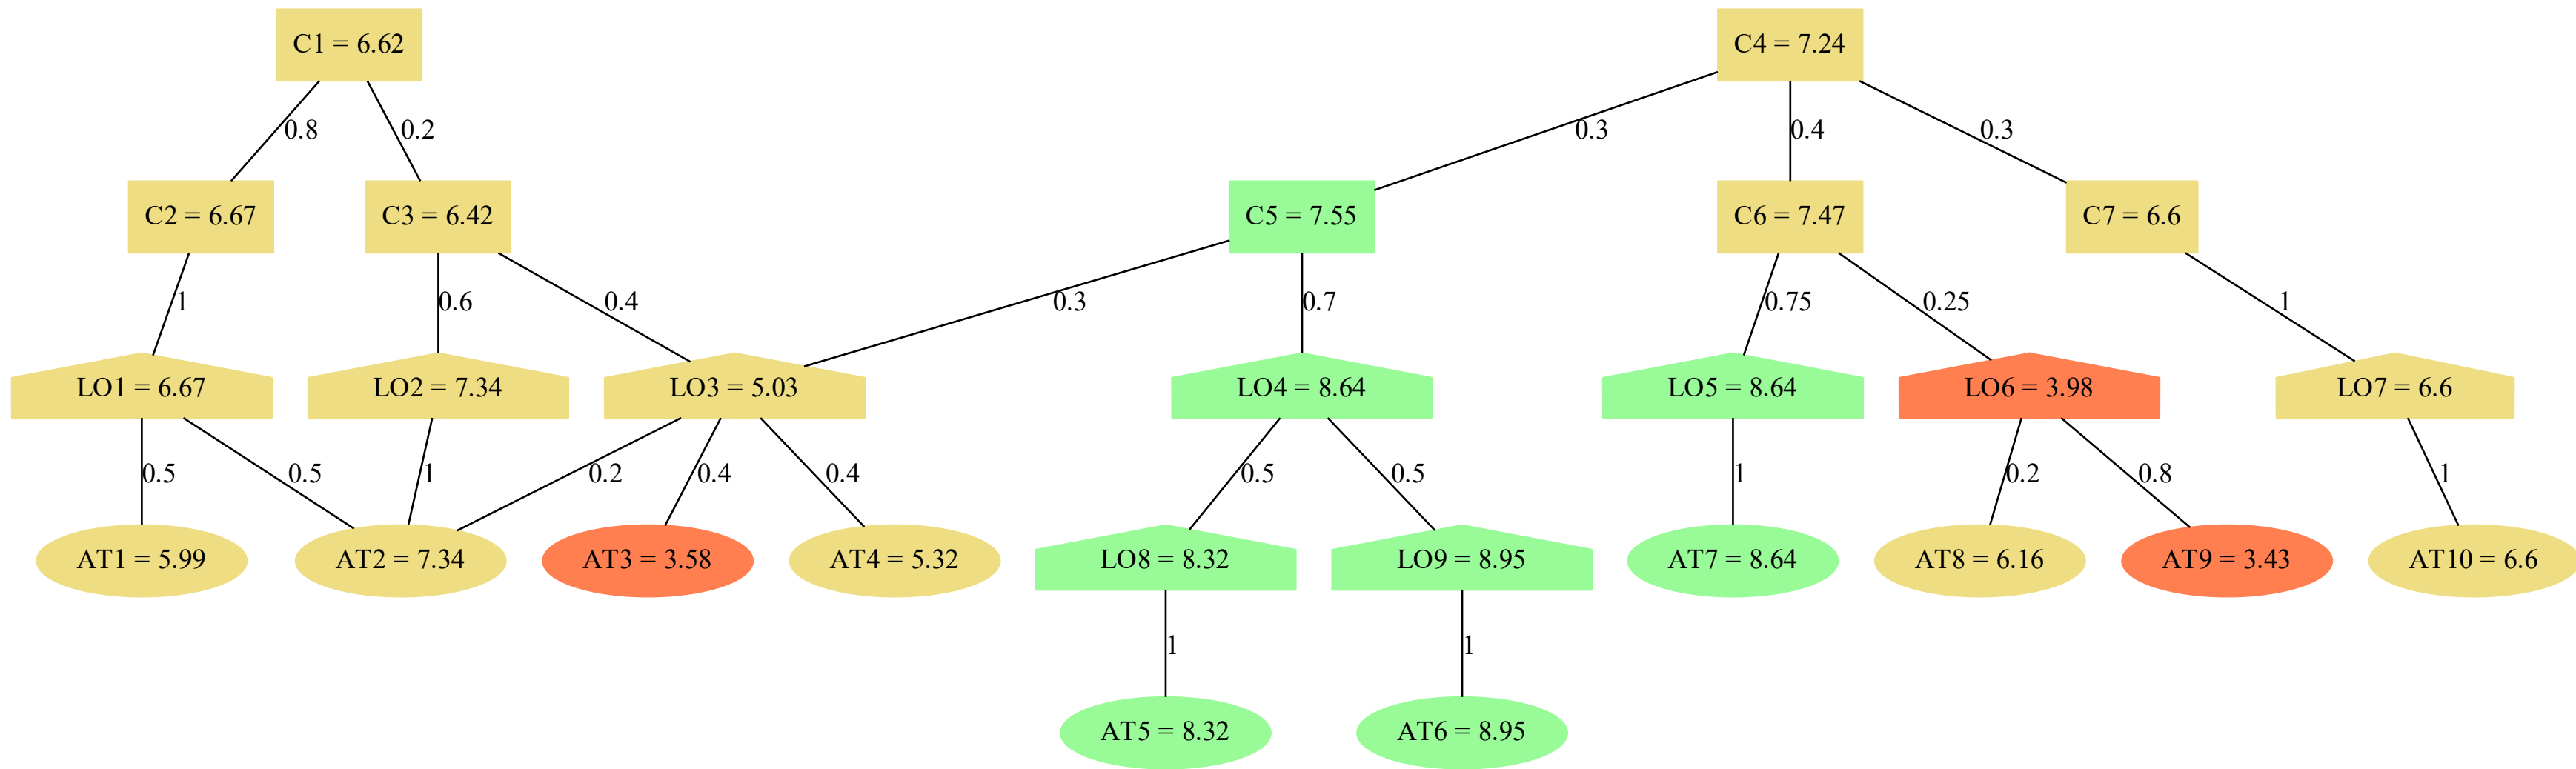 C1 = 6.62
C4 = 7.24
0.8
0.2
0.3
0.4
0.3
C2 = 6.67
C3 = 6.42
C5 = 7.55
C6 = 7.47
C7 = 6.6
1
0.6
0.4
0.3
0.7
0.75
0.25
1
LO1 = 6.67
LO2 = 7.34
LO3 = 5.03
LO4 = 8.64
LO5 = 8.64
LO6 = 3.98
LO7 = 6.6
0.5
0.5
1
0.2
0.4
0.4
0.5
0.5
1
0.2
0.8
1
AT1 = 5.99
AT2 = 7.34
AT3 = 3.58
AT4 = 5.32
LO8 = 8.32
LO9 = 8.95
AT7 = 8.64
AT8 = 6.16
AT9 = 3.43
AT10 = 6.6
1
1
AT5 = 8.32
AT6 = 8.95